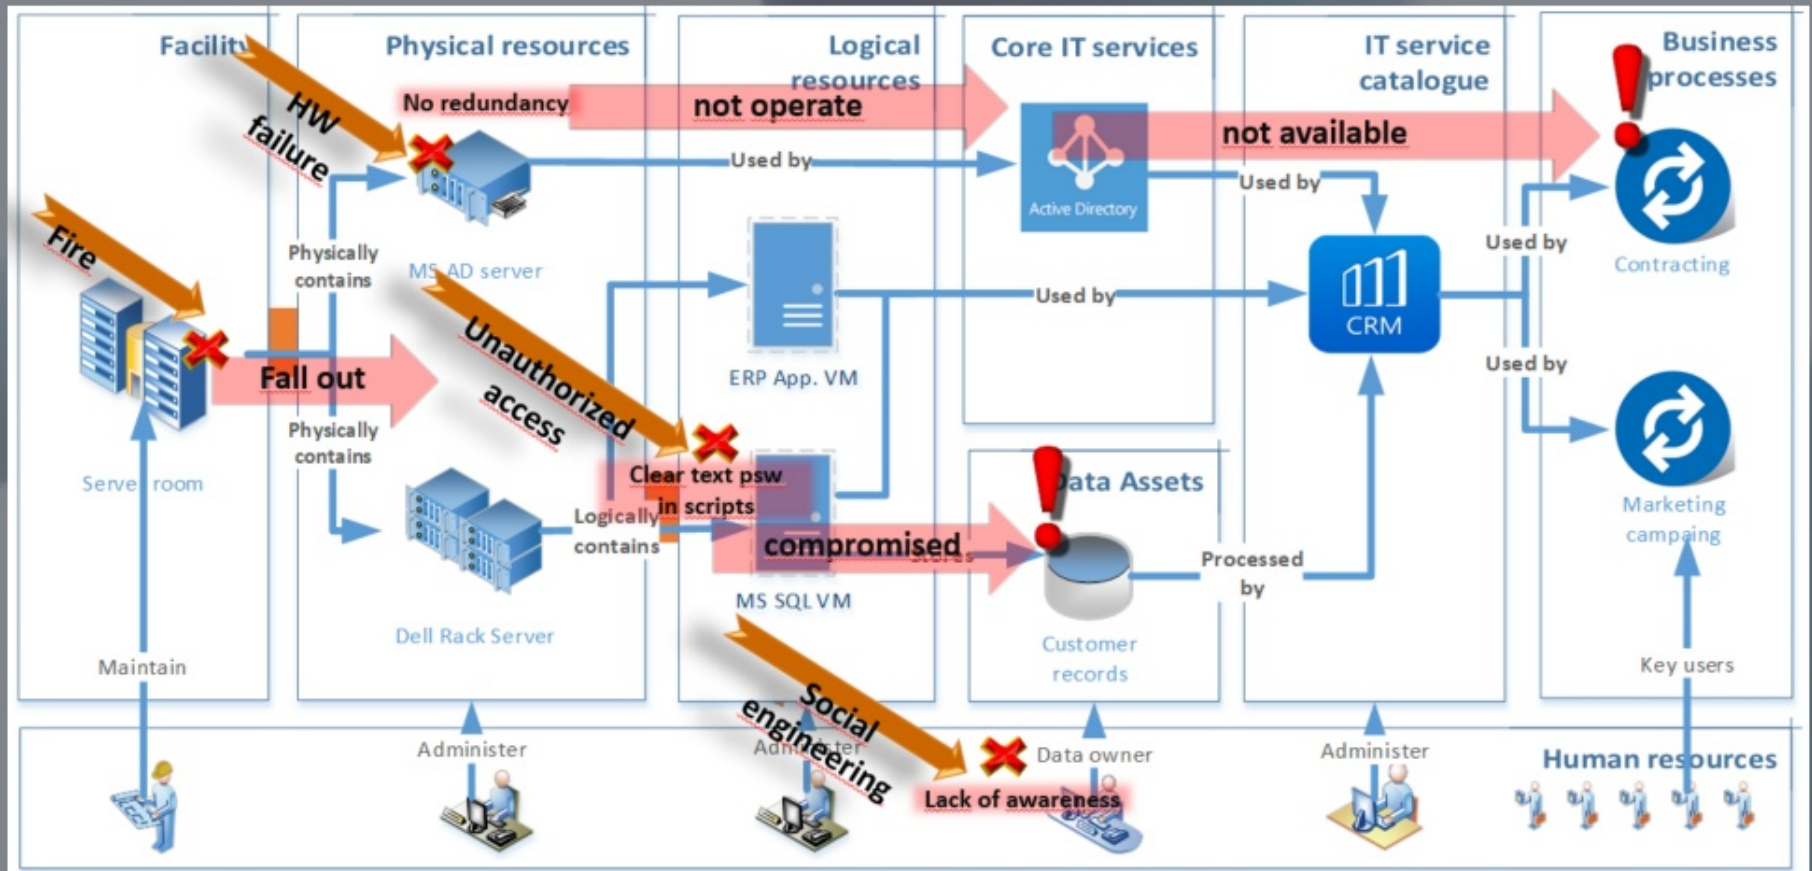 Facility
Physical resources
Logical
resources
Core IT services
IT service
catalogue
Business
processes
HW
failure
No redundancy
not operate
not available
Used by
Used by
Active Directory
Fire
Physically
contains
MS AD server
Used by
Contracting
Unauthorized
access
Used by
CRM
Fall out
ERP App. VM
Used by
Physically
contains
Server room
Clear text psw
in scripts
Data Assets
Marketing
campaing
Logically
contains
compromised
Stores
Processed
by
MS SQL VM
Dell Rack Server
Customer
records
Maintain
Key users
Social
engineering
Administer
Administer
Data owner
Administer
Human resources
Lack of awareness